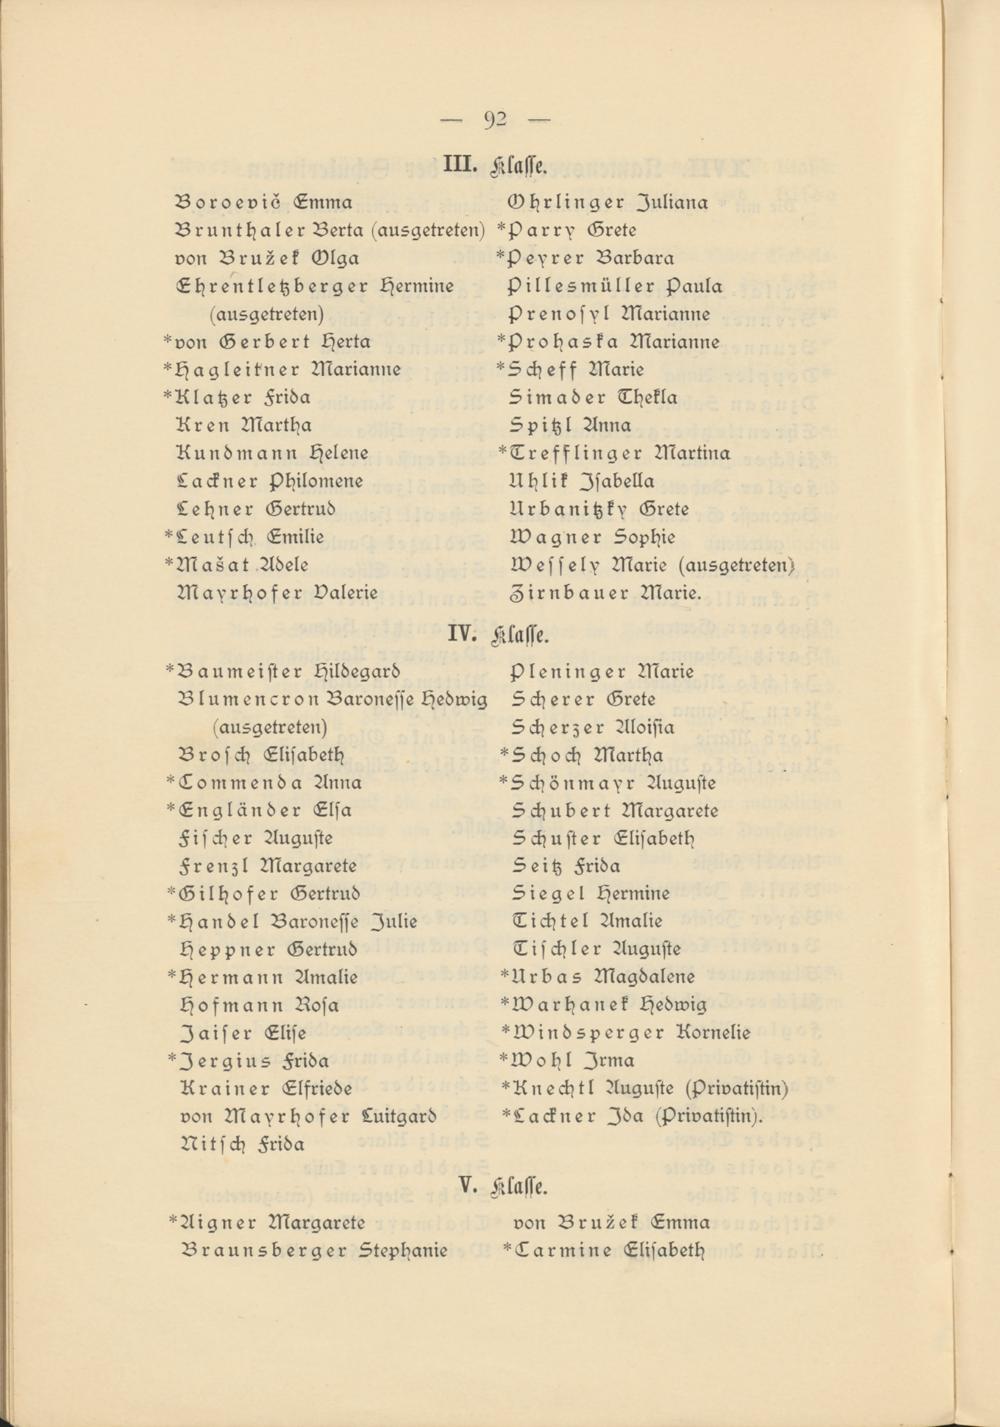 — 92 —
III. Klasse.
Boroevič Emma
Brunthaler Berta (ausgetreten)
von Bružek Olga
Ehrentletzberger Hermine
(ausgetreten)
*von Gerbert Herta
*Hagleitner Marianne
*Klatzer Frida
Kren Martha
Kundmann Helene
Lackner Philomene
Lehner Gertrud
*Leutsch Emilie
*Mašat Adele
Mayrhofer Valerie
Ohrlinger Juliana
*Parry Grete
*Peyrer Barbara
Pillesmüller Paula
Prenosyl Marianne
*Prohaska Marianne
*Scheff Marie
Simader Thekla
Spitzl Anna
*Trefflinger Martina
Uhlik Isabella
Urbanitzky Grete
Wagner Sophie
Wessely Marie (ausgetreten)
Zirnbauer Marie.
IV. Klasse.
*Baumeister Hildegard
Blumencron Baronesse Hedwig
(ausgetreten)
Brosch Elisabeth
*Commenda Anna
*Engländer Elsa
Fischer Auguste
Frenzl Margarete
*Gilhofer Gertrud
*Handel Baronesse Julie
Heppner Gertrud
*Hermann Amalie
Hofmann Rosa
Jaiser Elise
*Jergius Frida
Krainer Elfriede
von Mayrhofer Luitgard
Nitsch Frida
Pleninger Marie
Scherer Grete
Scherzer Aloisia
*Schoch Martha
*Schönmayr Auguste
Schubert Margarete
Schuster Elisabeth
Seitz Frida
Siegel Hermine
Tichtel Amalie
Tischler Auguste
*Urbas Magdalene
*Warhanek Hedwig
*Windsperger Kornelie
*Wohl Irma
*Knechtl Auguste (Privatistin)
*Lackner Ida (Privatistin).
V. Klasse.
*Aigner Margarete
Braunsberger Stephanie
von Bružek Emma
*Carmine Elisabeth